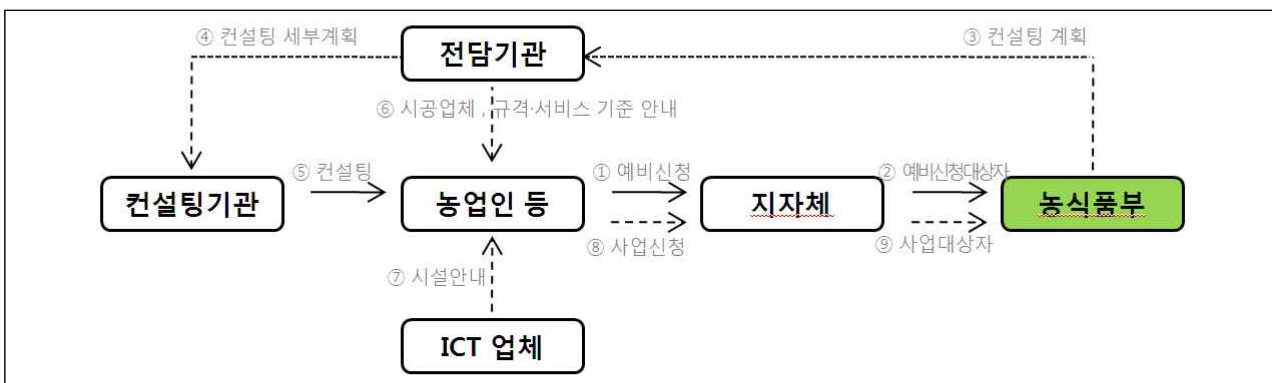 ④ 컨설팅 세부계획
전담기관
③ 컨설팅 계획
⑥ 시공업체 , 규격·서비스 기준 안내
컨설팅기관
⑤ 컨설팅
농업인 등
① 예비신청
⑧ 사업신청
지자체
② 예비신청대상자
⑨ 사업대상자
농식품부
⑦ 시설안내
ICT 업체